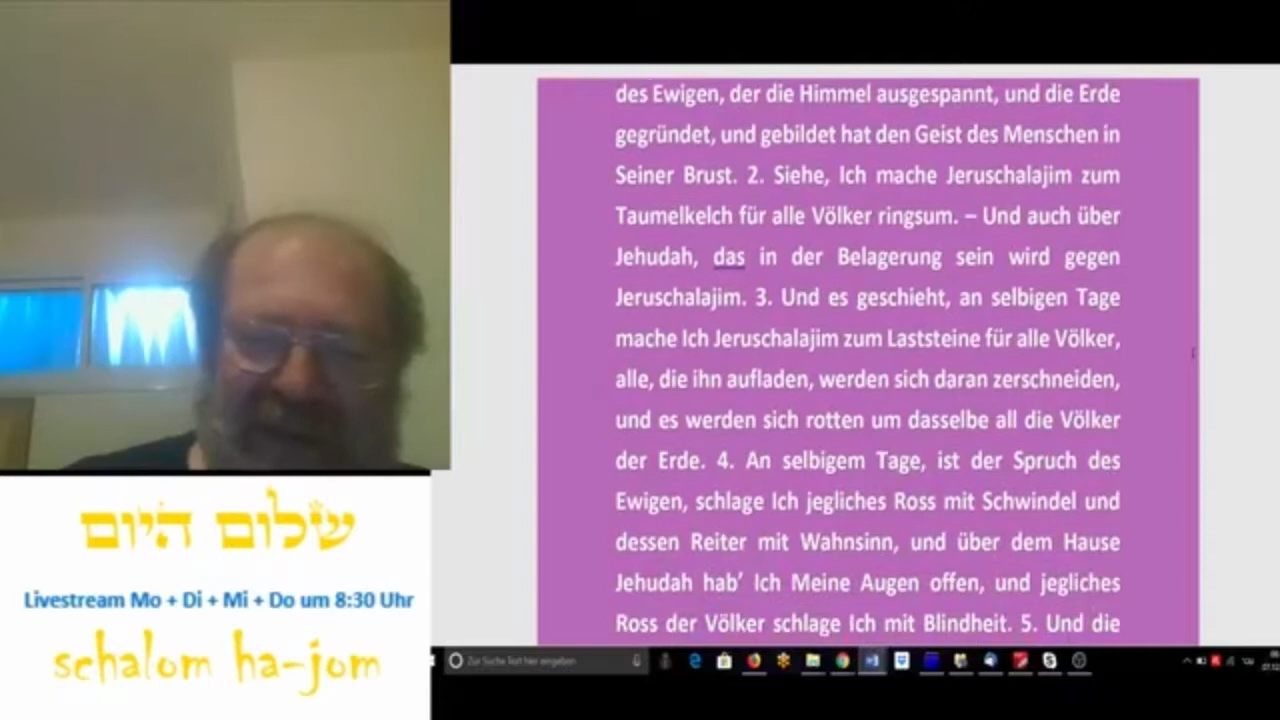 des Ewigen, der die Himmel ausgespannt, und die Erde
gegründet, und gebildet hat den Geist des Menschen in
Seiner Brust. 2. Siehe, Ich mache Jeruschalajim zum
Taumelkelch für alle Völker ringsum. – Und auch über
Jehudah, das in der Belagerung sein wird gegen
Jeruschalajim. 3. Und es geschieht, an selbigen Tage
mache Ich Jeruschalajim zum Laststeine für alle Völker,
alle, die ihn aufladen, werden sich daran zerschneiden,
und es werden sich rotten um dasselbe all die Völker
der Erde. 4. An selbigem Tage, ist der Spruch des
Ewigen, schlage Ich jegliches Ross mit Schwindel und
dessen Reiter mit Wahnsinn, und über dem Hause
Jehudah hab’ Ich Meine Augen offen, und jegliches
Ross der Völker schlage Ich mit Blindheit. 5. Und die
שלום היום
Livestream Mo + Di + Mi + Do um 8:30 Uhr
schalom ha-jom
Zur Suche Text hier eingeben